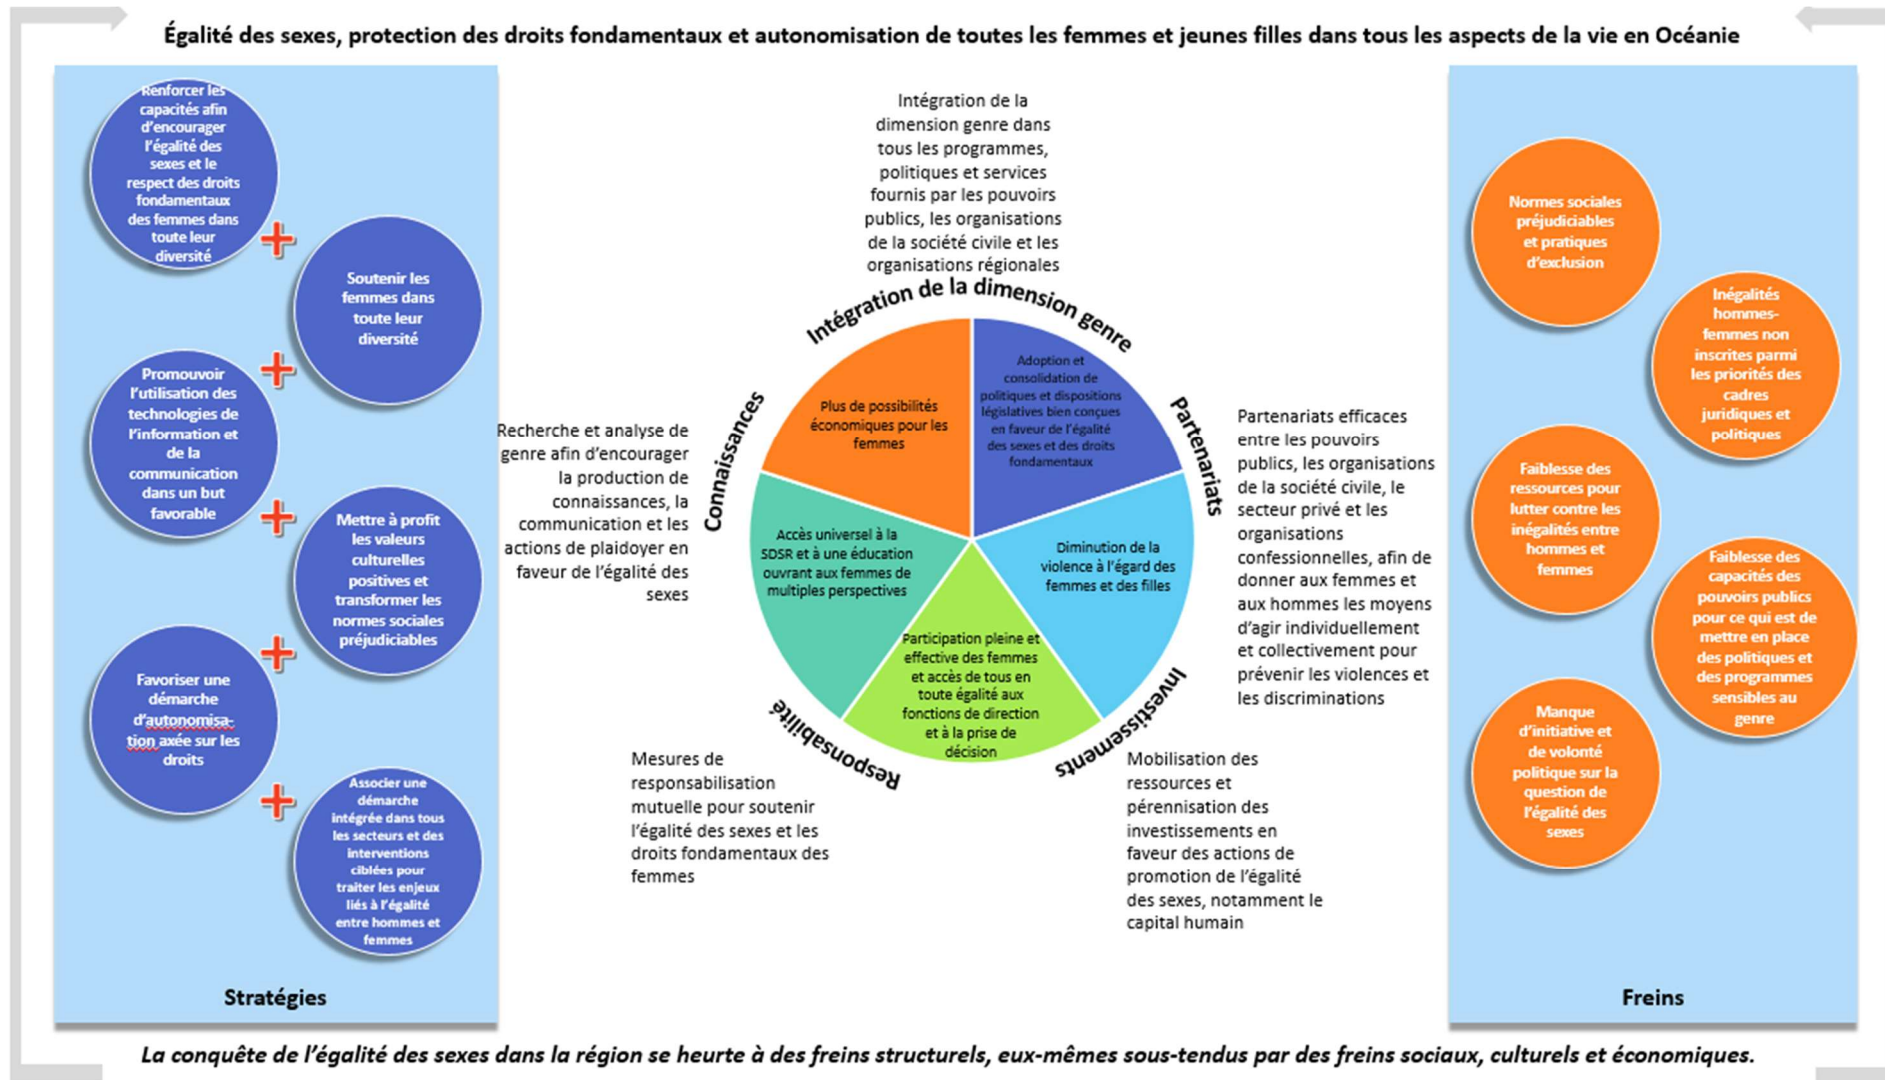 Égalité des sexes, protection des droits fondamentaux et autonomisation de toutes les femmes et jeunes filles dans tous les aspects de la vie en Océanie
Renforcer les
capacités afin
d’encourager
l’égalité des
sexes et le
respect des droits
fondamentaux
des femmes dans
toute leur
diversité
+
Soutenir les
femmes dans
toute leur
diversité
+
Promouvoir
l’utilisation des
technologies de
l’information et
de la
communication
dans un but
favorable
+
Mettre à profit
les valeurs
culturelles
positives et
transformer les
normes sociales
préjudiciables
+
Favoriser une
démarche
d’autonomisa-
tion axée sur les
droits
+
Associer une
démarche
intégrée dans tous
les secteurs et des
interventions
ciblées pour
traiter les enjeux
liés à l’égalité
entre hommes et
femmes
Stratégies
Intégration de la
dimension genre dans
tous les programmes,
politiques et services
fournis par les pouvoirs
publics, les organisations
de la société civile et les
organisations régionales
Intégration de la dimension genre
Recherche et analyse de
genre afin d’encourager
la production de
connaissances, la
communication et les
actions de plaidoyer en
faveur de l’égalité des
sexes
Connaissances
Plus de possibilités
économiques pour les
femmes
Adoption et
consolidation de
politiques et dispositions
législatives bien conçues
en faveur de l’égalité
des sexes et des droits
fondamentaux
Accès universel à la
SDSR et à une éducation
ouvrant aux femmes de
multiples perspectives
Diminution de la
violence à l’égard des
femmes et des filles
Participation pleine et
effective des femmes
et accès de tous en
toute égalité aux
fonctions de direction
et à la prise de
décision
Partenariats
Partenariats efficaces
entre les pouvoirs
publics, les organisations
de la société civile, le
secteur privé et les
organisations
confessionnelles, afin de
donner aux femmes et
aux hommes les moyens
d’agir individuellement
et collectivement pour
prévenir les violences et
les discriminations
Responsabilité
Mesures de
responsabilisation
mutuelle pour soutenir
l’égalité des sexes et les
droits fondamentaux des
femmes
Investissements
Mobilisation des
ressources et
pérennisation des
investissements en
faveur des actions de
promotion de l’égalité
des sexes, notamment le
capital humain
Normes sociales
préjudiciables
et pratiques
d’exclusion
Inégalités
hommes-
femmes non
inscrites parmi
les priorités des
cadres
juridiques et
politiques
Faiblesse des
ressources pour
lutter contre les
inégalités entre
hommes et
femmes
Faiblesse des
capacités des
pouvoirs publics
pour ce qui est de
mettre en place
des politiques et
des programmes
sensibles au
genre
Manque
d’initiative et
de volonté
politique sur la
question de
l’égalité des
sexes
Freins
La conquête de l’égalité des sexes dans la région se heurte à des freins structurels, eux-mêmes sous-tendus par des freins sociaux, culturels et économiques.